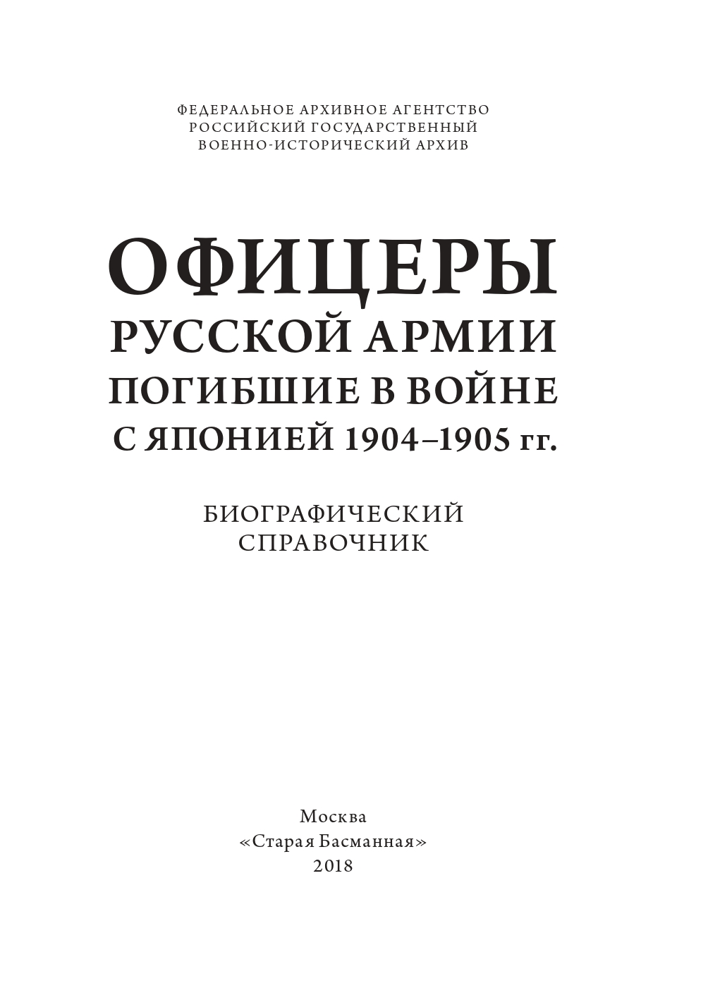 ФЕДЕРАЛЬНОЕ АРХИВНОЕ АГЕНТСТВО
РОССИЙСКИЙ ГОСУДАРСТВЕННЫЙ
ВОЕННО-ИСТОРИЧЕСКИЙ АРХИВ
ОФИЦЕРЫ
РУССКОЙ АРМИИ
ПОГИБШИЕ В ВОЙНЕ
С ЯПОНИЕЙ 1904–1905 гг.
БИОГРАФИЧЕСКИЙ
СПРАВОЧНИК
Москва
«Старая Басманная»
2018